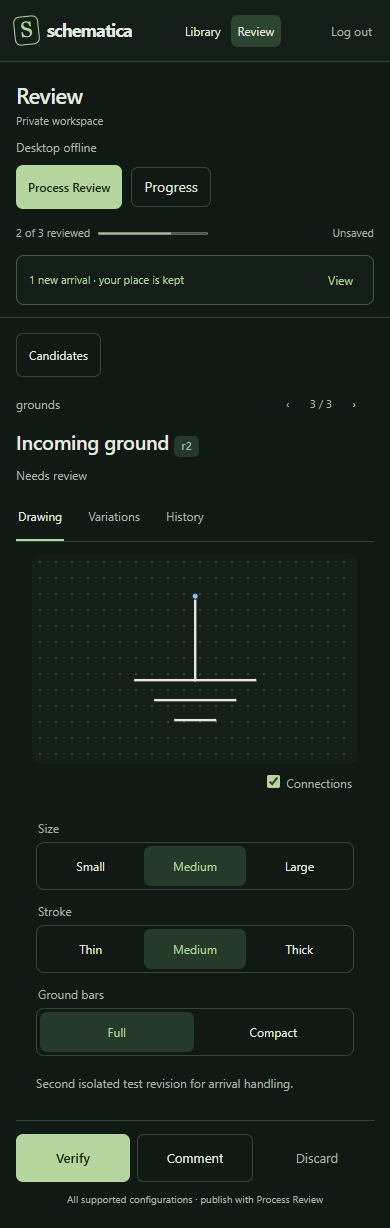 S schematica Library Review Log out
Review
Private workspace
Desktop offline
Process Review Progress
2 of 3 reviewed Unsaved
1 new arrival · your place is kept View
Candidates
grounds ‹ 3 / 3 ›
Incoming ground r2
Needs review
Drawing Variations History
Connections
Size
Small Medium Large
Stroke
Thin Medium Thick
Ground bars
Full Compact
Second isolated test revision for arrival handling.
Verify Comment Discard
All supported configurations · publish with Process Review